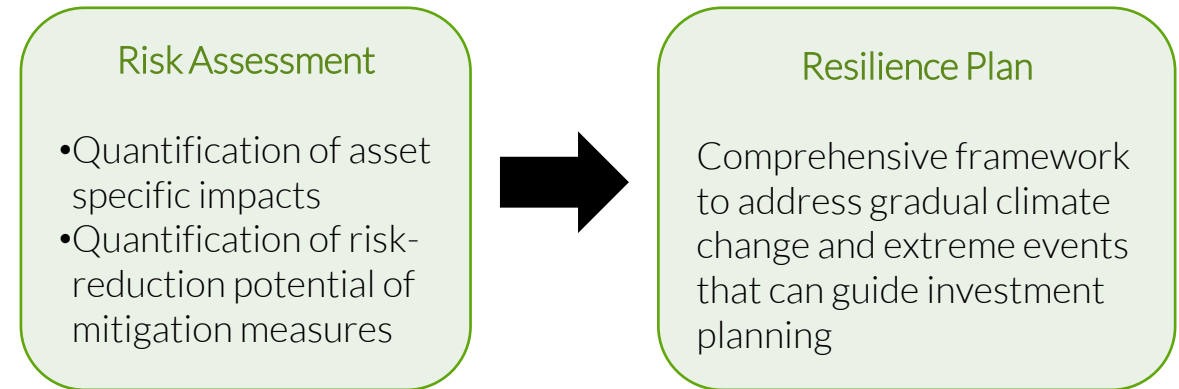 Risk Assessment
•Quantification of asset
specific impacts
•Quantification of risk-
reduction potential of
mitigation measures
Resilience Plan
Comprehensive framework
to address gradual climate
change and extreme events
that can guide investment
planning